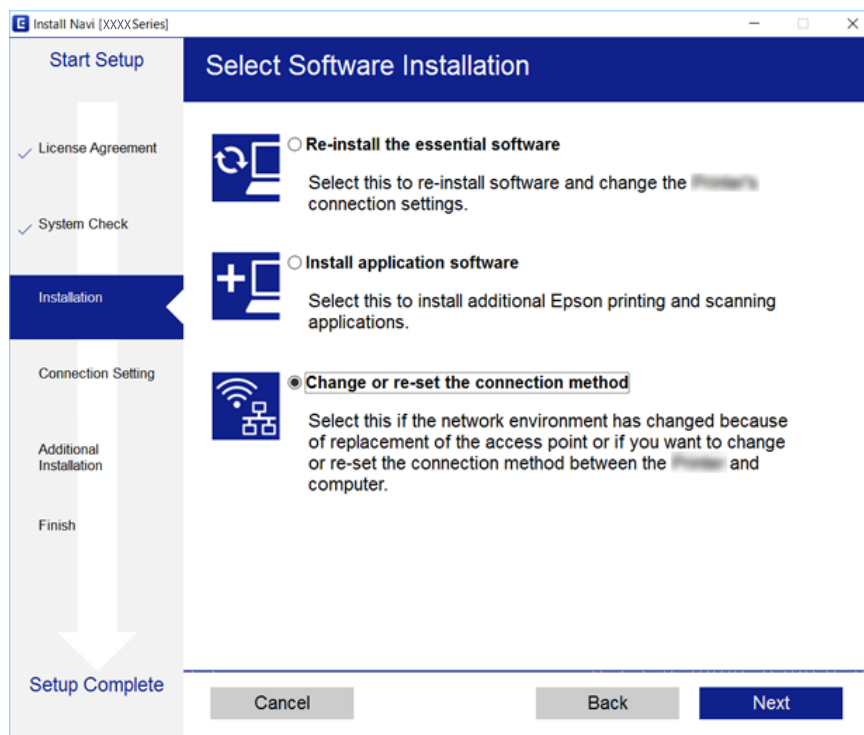 E Install Navi [XXXX Series]
Start Setup
License Agreement
System Check
Installation
Connection Setting
Additional
Installation
Finish
Setup Complete
Select Software Installation
Re-install the essential software
Select this to re-install software and change the
connection settings.
Install application software
Select this to install additional Epson printing and scanning
applications.
Change or re-set the connection method
Select this if the network environment has changed because
of replacement of the access point or if you want to change
or re-set the connection method between the and
computer.
Cancel
Back
Next